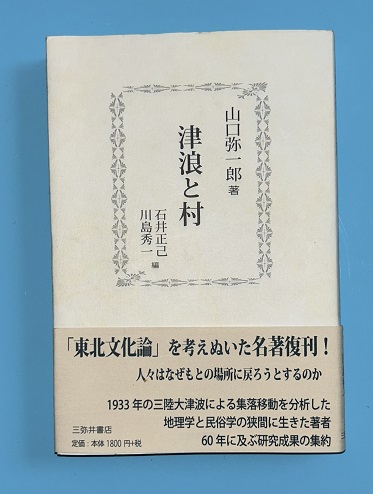 山口弥一郎 著
津浪と村
石井正己
川島秀一 編
「東北文化論」を考えぬいた名著復刊！
人々はなぜもとの場所に戻ろうとするのか
1933年の三陸大津波による集落移動を分析した
地理学と民俗学の狭間に生きた著者
60年に及ぶ研究成果の集約
三弥井書店
定価：本体1800円+税